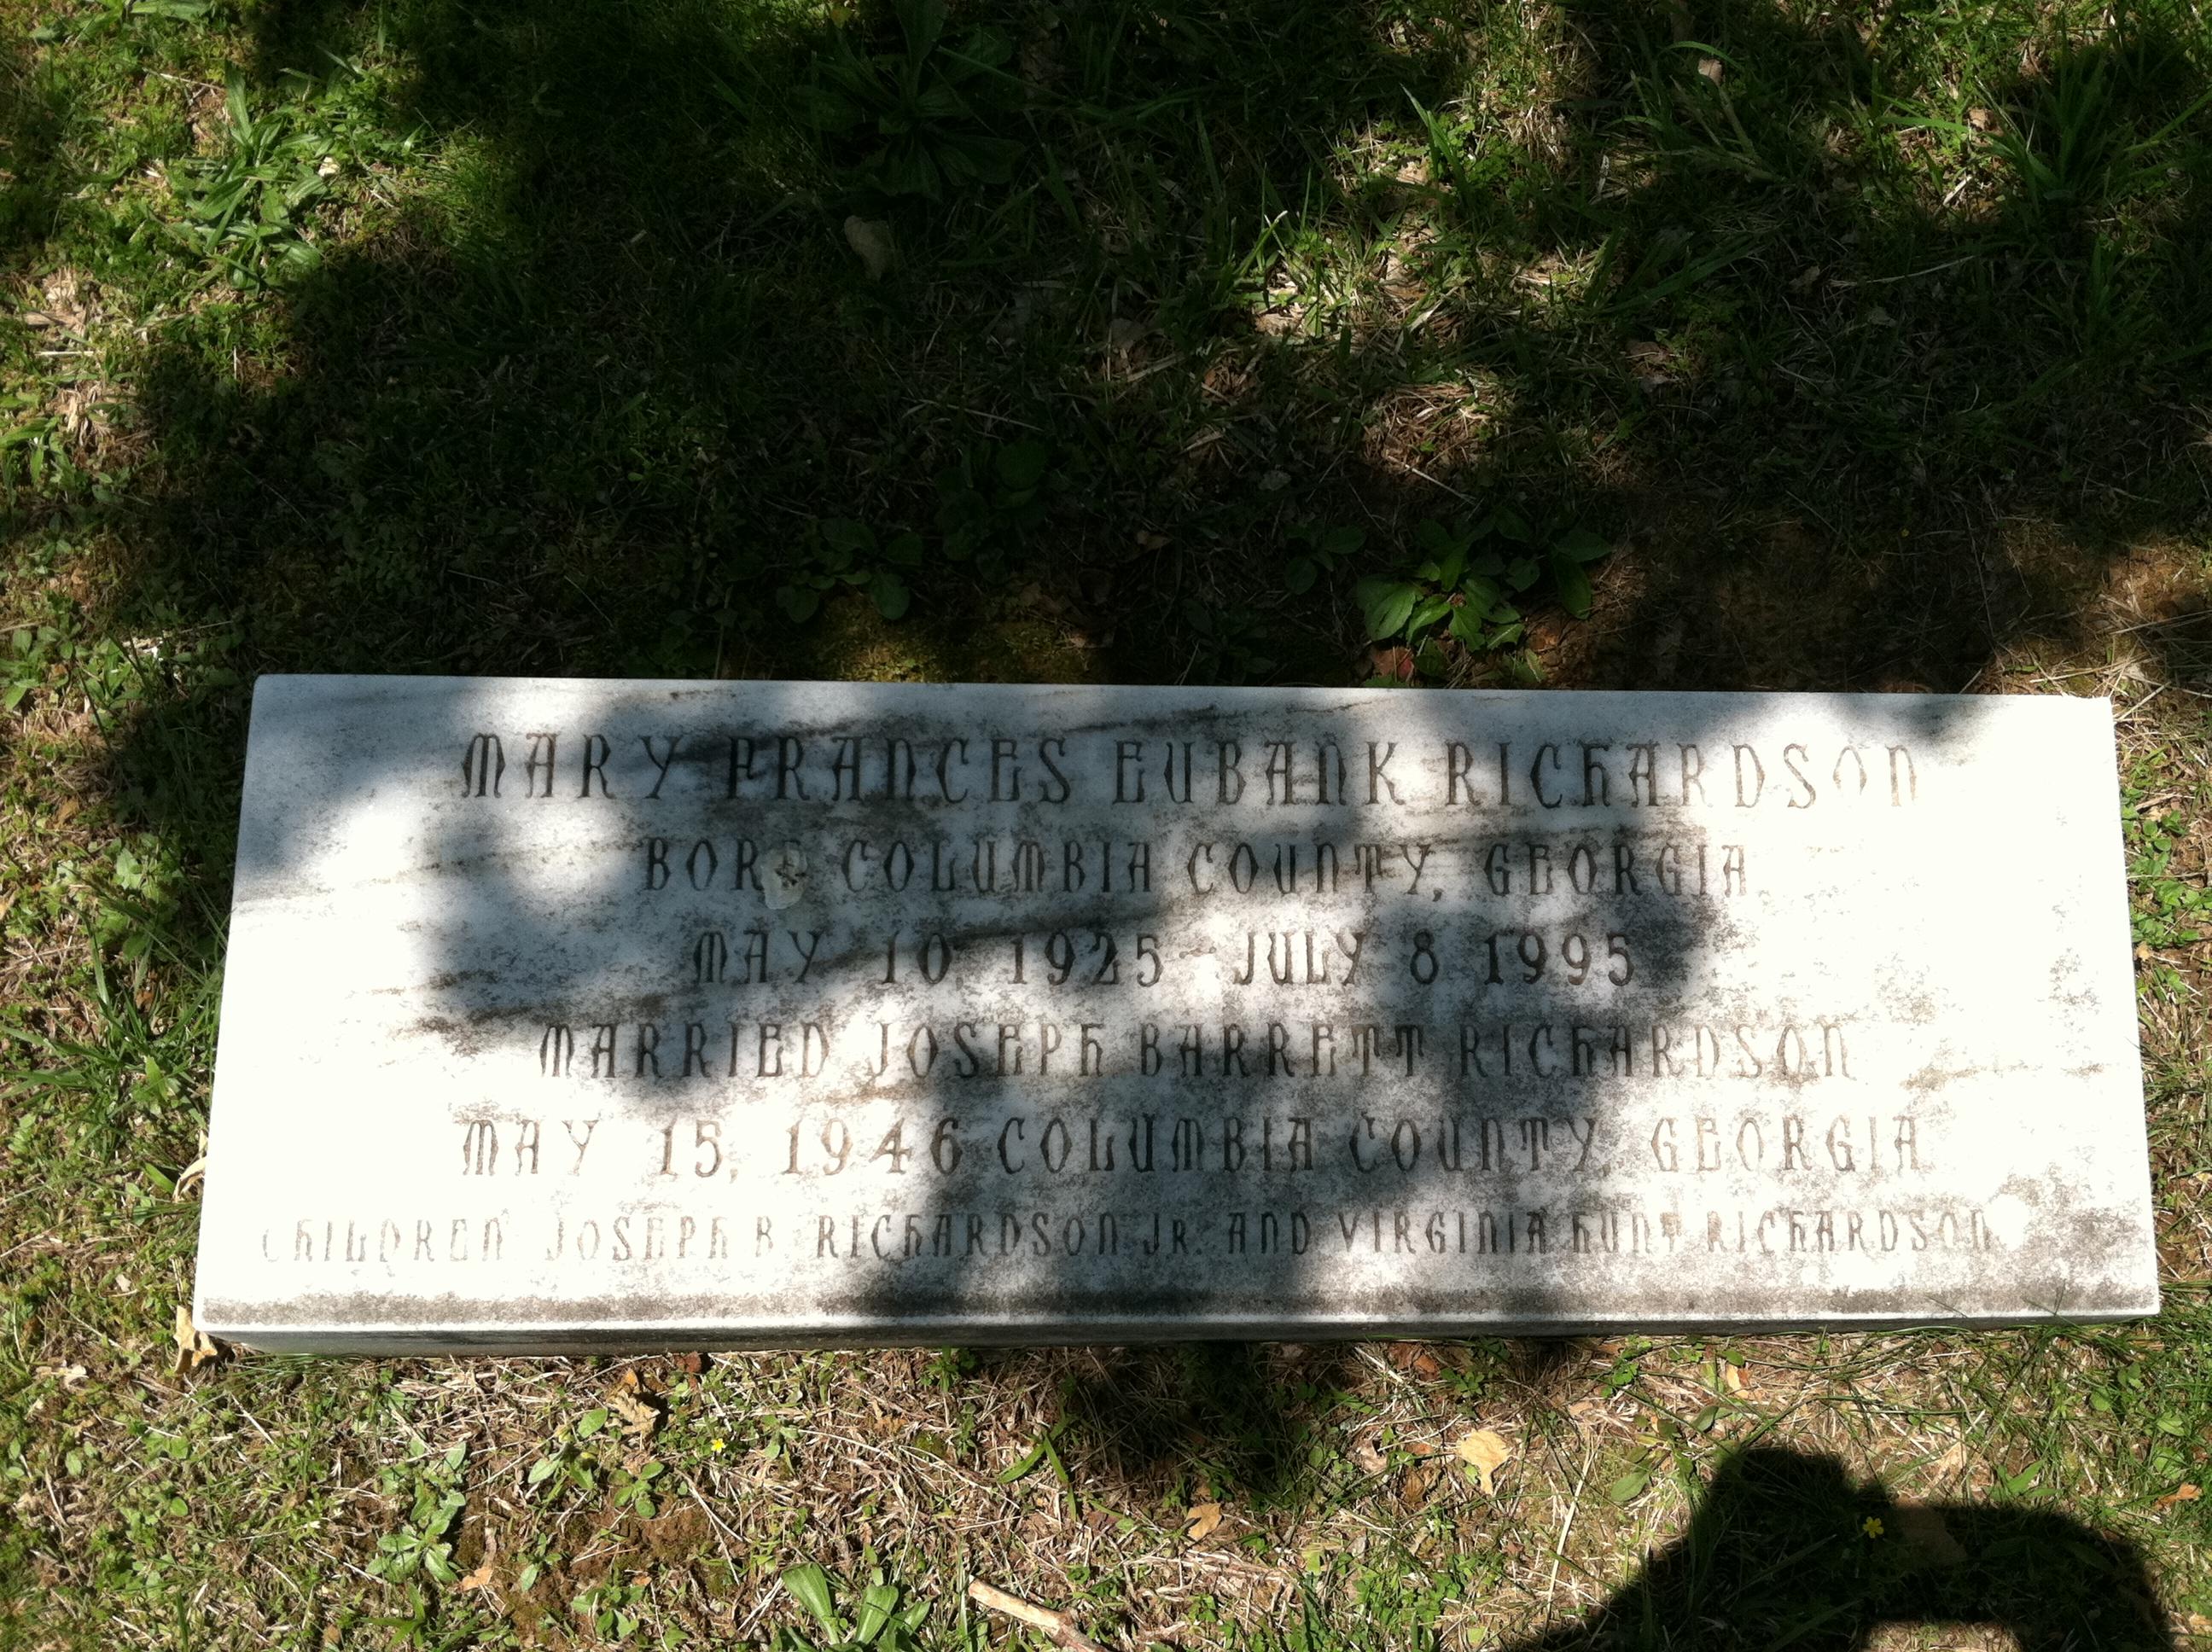 MARY FRANCES EUBANK RICHARDSON
BORN COLUMBIA COUNTY, GEORGIA
MAY 10, 1925 - JULY 8 1995
MARRIED JOSEPH BARRETT RICHARDSON
MAY 15, 1946 COLUMBIA COUNTY, GEORGIA
CHILDREN JOSEPH B. RICHARDSON JR. AND VIRGINIA HUNT RICHARDSON